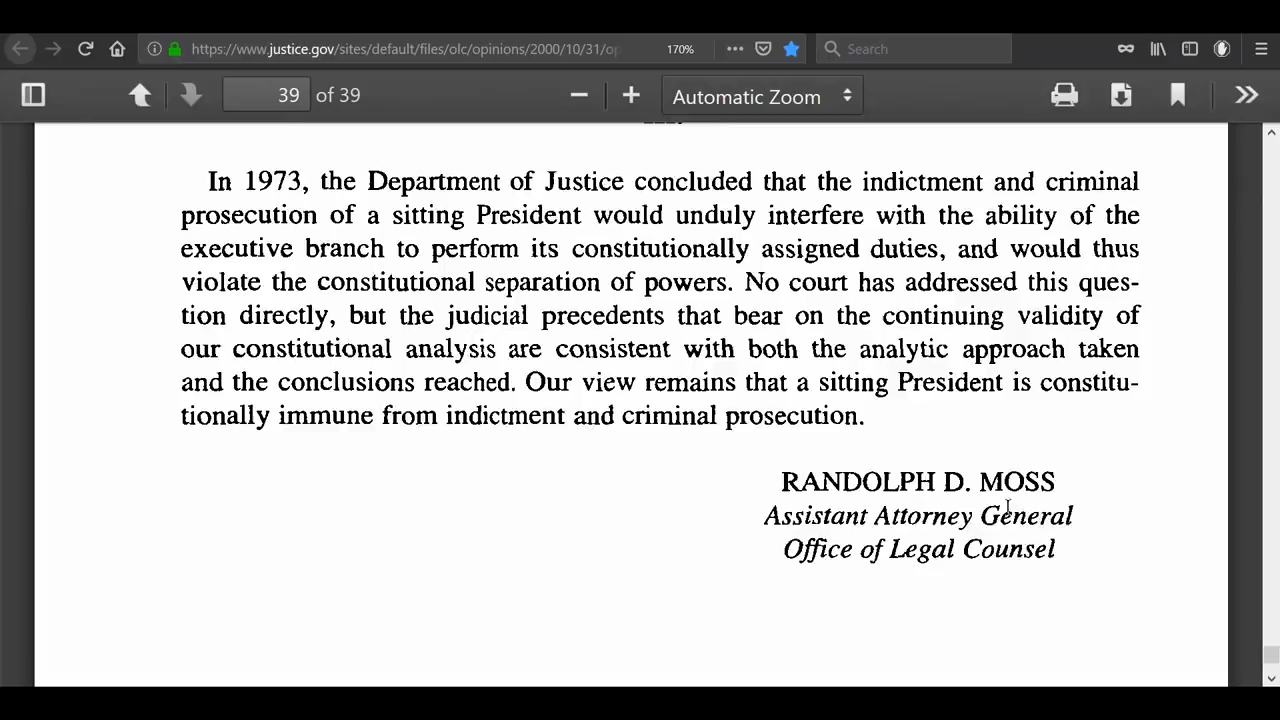 https://www.justice.gov/sites/default/files/olc/opinions/2000/10/31/op
170%
Search
39 of 39
Automatic Zoom
In 1973, the Department of Justice concluded that the indictment and criminal
prosecution of a sitting President would unduly interfere with the ability of the
executive branch to perform its constitutionally assigned duties, and would thus
violate the constitutional separation of powers. No court has addressed this ques-
tion directly, but the judicial precedents that bear on the continuing validity of
our constitutional analysis are consistent with both the analytic approach taken
and the conclusions reached. Our view remains that a sitting President is constitu-
tionally immune from indictment and criminal prosecution.
RANDOLPH D. MOSS
Assistant Attorney General
Office of Legal Counsel